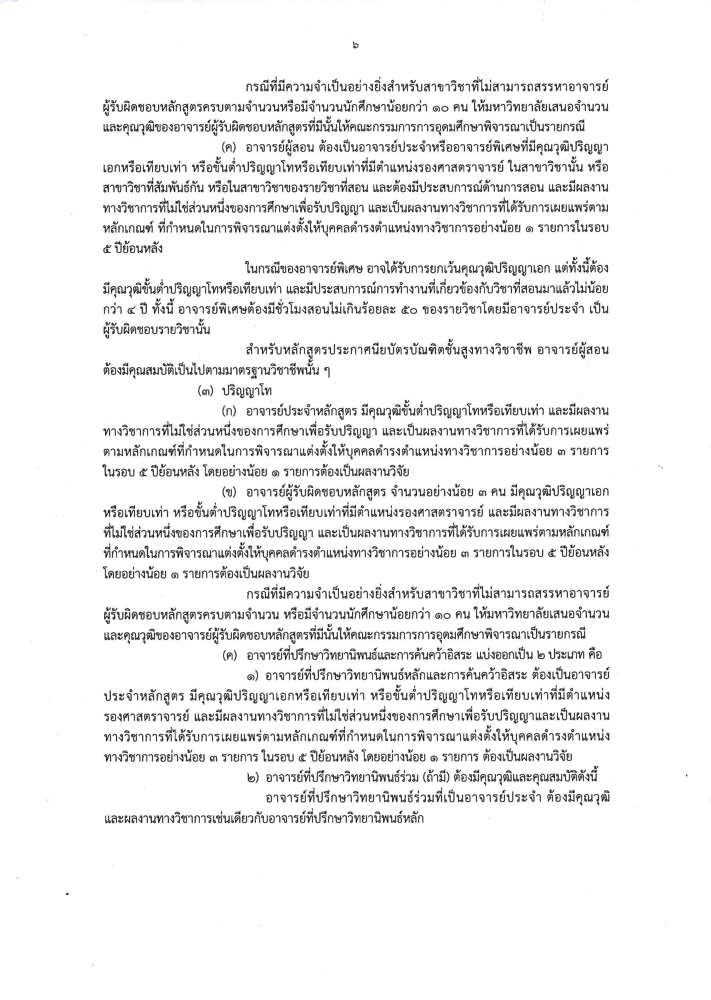 ๖
กรณีที่มีความจำเป็นอย่างยิ่งสำหรับสาขาวิชาที่ไม่สามารถสรรหาอาจารย์
ผู้รับผิดชอบหลักสูตรครบตามจำนวนหรือมีจำนวนนักศึกษาน้อยกว่า ๑๐ คน ให้มหาวิทยาลัยเสนอจำนวน
และคุณวุฒิของอาจารย์ผู้รับผิดชอบหลักสูตรที่มีนั้นให้คณะกรรมการการอุดมศึกษาพิจารณาเป็นรายกรณี
(ค) อาจารย์ผู้สอน ต้องเป็นอาจารย์ประจำหรืออาจารย์พิเศษที่มีคุณวุฒิปริญญา
เอกหรือเทียบเท่า หรือขั้นต่ำปริญญาโทหรือเทียบเท่าที่มีตำแหน่งรองศาสตราจารย์ ในสาขาวิชานั้น หรือ
สาขาวิชาที่สัมพันธ์กัน หรือในสาขาวิชาของรายวิชาที่สอน และต้องมีประสบการณ์ด้านการสอน และมีผลงาน
ทางวิชาการที่ไม่ใช่ส่วนหนึ่งของการศึกษาเพื่อรับปริญญา และเป็นผลงานทางวิชาการที่ได้รับการเผยแพร่ตาม
หลักเกณฑ์ ที่กำหนดในการพิจารณาแต่งตั้งให้บุคคลดำรงตำแหน่งทางวิชาการอย่างน้อย ๑ รายการในรอบ
๕ ปีย้อนหลัง
ในกรณีของอาจารย์พิเศษ อาจได้รับการยกเว้นคุณวุฒิปริญญาเอก แต่ทั้งนี้ต้อง
มีคุณวุฒิขั้นต่ำปริญญาโทหรือเทียบเท่า และมีประสบการณ์การทำงานที่เกี่ยวข้องกับวิชาที่สอนมาแล้วไม่น้อย
กว่า ๔ ปี ทั้งนี้ อาจารย์พิเศษต้องมีชั่วโมงสอนไม่เกินร้อยละ ๕๐ ของรายวิชาโดยมีอาจารย์ประจำ เป็น
ผู้รับผิดชอบรายวิชานั้น
สำหรับหลักสูตรประกาศนียบัตรบัณฑิตชั้นสูงทางวิชาชีพ อาจารย์ผู้สอน
ต้องมีคุณสมบัติเป็นไปตามมาตรฐานวิชาชีพนั้น ๆ
(๓) ปริญญาโท
(ก) อาจารย์ประจำหลักสูตร มีคุณวุฒิขั้นต่ำปริญญาโทหรือเทียบเท่า และมีผลงาน
ทางวิชาการที่ไม่ใช่ส่วนหนึ่งของการศึกษาเพื่อรับปริญญา และเป็นผลงานทางวิชาการที่ได้รับการเผยแพร่
ตามหลักเกณฑ์ที่กำหนดในการพิจารณาแต่งตั้งให้บุคคลดำรงตำแหน่งทางวิชาการอย่างน้อย ๓ รายการ
ในรอบ ๕ ปีย้อนหลัง โดยอย่างน้อย ๑ รายการต้องเป็นผลงานวิจัย
(ข) อาจารย์ผู้รับผิดชอบหลักสูตร จำนวนอย่างน้อย ๓ คน มีคุณวุฒิปริญญาเอก
หรือเทียบเท่า หรือขั้นต่ำปริญญาโทหรือเทียบเท่าที่มีตำแหน่งรองศาสตราจารย์ และมีผลงานทางวิชาการ
ที่ไม่ใช่ส่วนหนึ่งของการศึกษาเพื่อรับปริญญา และเป็นผลงานทางวิชาการที่ได้รับการเผยแพร่ตามหลักเกณฑ์
ที่กำหนดในการพิจารณาแต่งตั้งให้บุคคลดำรงตำแหน่งทางวิชาการอย่างน้อย ๓ รายการในรอบ ๕ ปีย้อนหลัง
โดยอย่างน้อย ๑ รายการต้องเป็นผลงานวิจัย
กรณีที่มีความจำเป็นอย่างยิ่งสำหรับสาขาวิชาที่ไม่สามารถสรรหาอาจารย์
ผู้รับผิดชอบหลักสูตรครบตามจำนวน หรือมีจำนวนนักศึกษาน้อยกว่า ๑๐ คน ให้มหาวิทยาลัยเสนอจำนวน
และคุณวุฒิของอาจารย์ผู้รับผิดชอบหลักสูตรที่มีนั้นให้คณะกรรมการการอุดมศึกษาพิจารณาเป็นรายกรณี
(ค) อาจารย์ที่ปรึกษาวิทยานิพนธ์และการค้นคว้าอิสระ แบ่งออกเป็น ๒ ประเภท คือ
๑) อาจารย์ที่ปรึกษาวิทยานิพนธ์หลักและการค้นคว้าอิสระ ต้องเป็นอาจารย์
ประจำหลักสูตร มีคุณวุฒิปริญญาเอกหรือเทียบเท่า หรือขั้นต่ำปริญญาโทหรือเทียบเท่าที่มีตำแหน่ง
รองศาสตราจารย์ และมีผลงานทางวิชาการที่ไม่ใช่ส่วนหนึ่งของการศึกษาเพื่อรับปริญญาและเป็นผลงาน
ทางวิชาการที่ได้รับการเผยแพร่ตามหลักเกณฑ์ที่กำหนดในการพิจารณาแต่งตั้งให้บุคคลดำรงตำแหน่ง
ทางวิชาการอย่างน้อย ๓ รายการ ในรอบ ๕ ปีย้อนหลัง โดยอย่างน้อย ๑ รายการ ต้องเป็นผลงานวิจัย
๒) อาจารย์ที่ปรึกษาวิทยานิพนธ์ร่วม (ถ้ามี) ต้องมีคุณวุฒิและคุณสมบัติดังนี้
อาจารย์ที่ปรึกษาวิทยานิพนธ์ร่วมที่เป็นอาจารย์ประจำ ต้องมีคุณวุฒิ
และผลงานทางวิชาการเช่นเดียวกับอาจารย์ที่ปรึกษาวิทยานิพนธ์หลัก